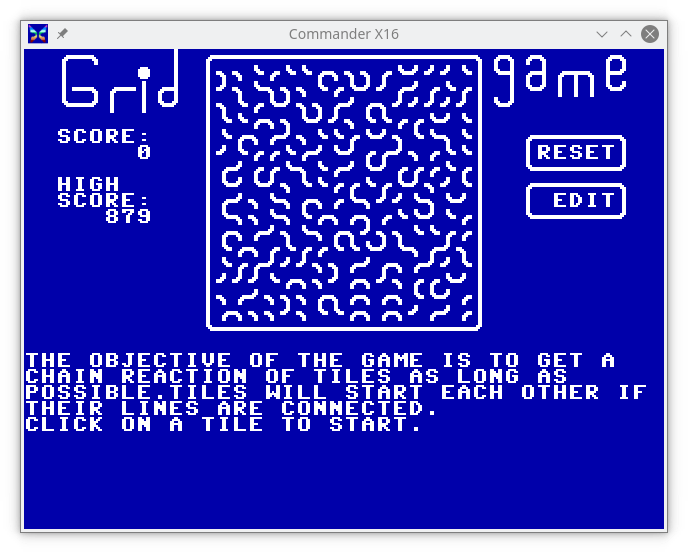 Commander X16
Grid game
SCORE:
0
HIGH
SCORE:
879
RESET
EDIT
THE OBJECTIVE OF THE GAME IS TO GET A
CHAIN REACTION OF TILES AS LONG AS
POSSIBLE.TILES WILL START EACH OTHER IF
THEIR LINES ARE CONNECTED.
CLICK ON A TILE TO START.